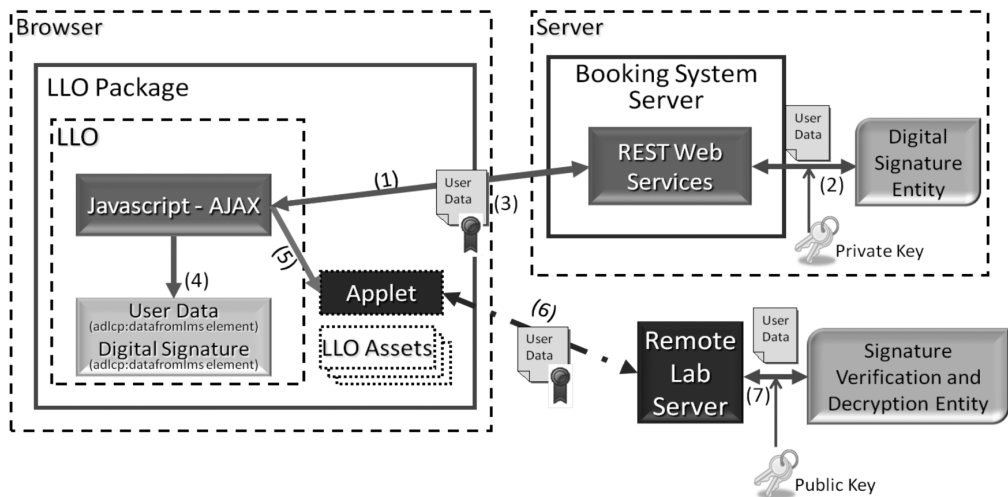 Browser
LLO Package
LLO
Javascript - AJAX
(1)
User
Data
(3)
(4)
(5)
User Data
(adlcp:datafromlms element)
Digital Signature
(adlcp:datafromlms element)
Applet
LLO Assets
Server
Booking System
Server
REST Web
Services
User
Data
(2)
Digital
Signature
Entity
Private Key
(6)
User
Data
Remote
Lab
Server
User
Data
(7)
Signature
Verification and
Decryption Entity
Public Key